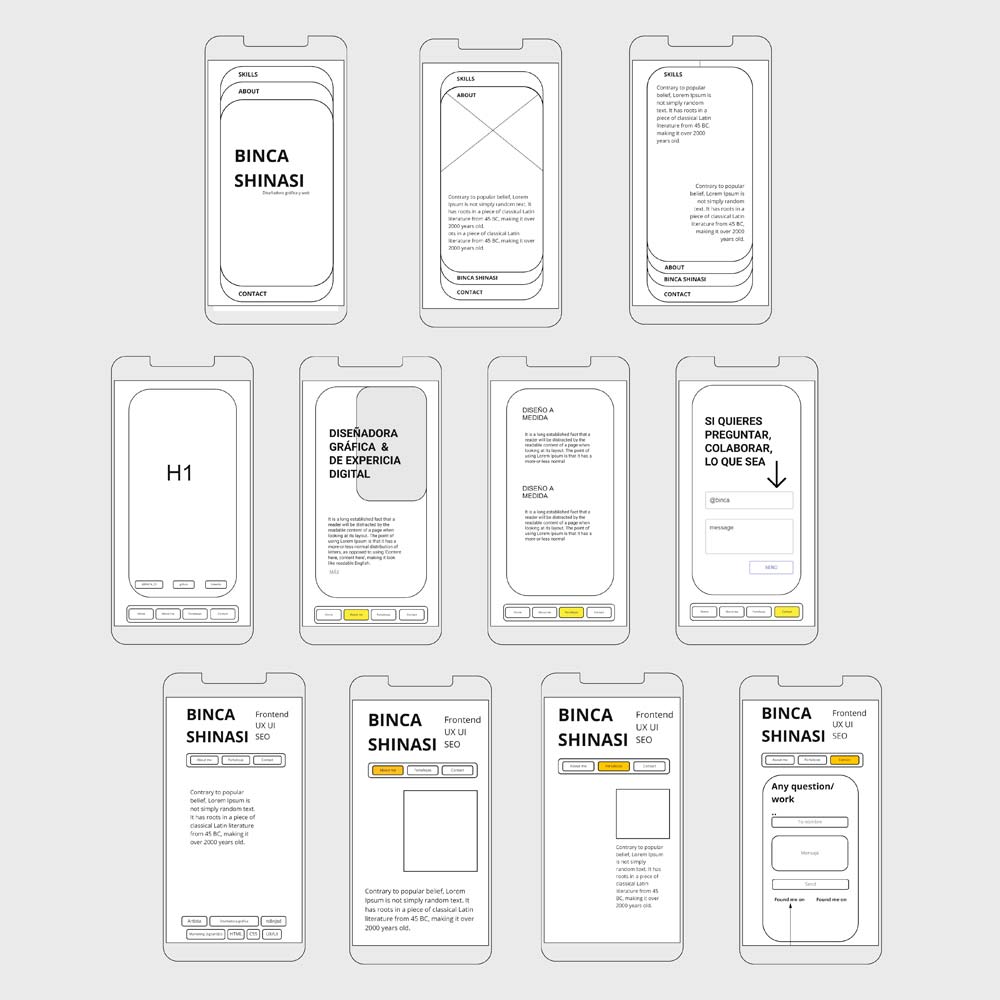 SKILLS
ABOUT
BINCA
SHINASI
Diseñadora gráfica y web
CONTACT
SKILLS
ABOUT
Contrary to popular belief, Lorem
Ipsum is not simply random text. It
has roots in a piece of classical Latin
literature from 45 BC, making it over
2000 years old.
ots in a piece of classical Latin
literature from 45 BC, making it over
2000 years old.
BINCA SHINASI
CONTACT
SKILLS
Contrary to popular
belief, Lorem Ipsum is
not simply random
text. It has roots in a
piece of classical Latin
literature from 45 BC,
making it over 2000
years old.
Contrary to popular
belief, Lorem Ipsum is
not simply random
text. It has roots in a
piece of classical Latin
literature from 45 BC,
making it over 2000
years old.
ABOUT
BINCA SHINASI
CONTACT
H1
Home
About me
Fortalezas
Contact
DISEÑADORA
GRÁFICA &
DE EXPERICIA
DIGITAL
It is a long established fact that a
reader will be distracted by the
readable content of a page when
looking at its layout. The point of
using Lorem Ipsum is that it has a
more-or-less normal distribution of
letters, as opposed to using 'Content
here, content here', making it look
like readable English.
Home
About me
Fortalezas
Contact
DISEÑO A
MEDIDA
It is a long established fact that a
reader will be distracted by the
readable content of a page when
looking at its layout. The point of
using Lorem Ipsum is that it has a
more-or-less normal
DISEÑO A
MEDIDA
It is a long established fact that a
reader will be distracted by the
readable content of a page when
looking at its layout. The point of
using Lorem Ipsum is that it has a
more-or-less normal
Home
About me
Fortalezas
Contact
SI QUIERES
PREGUNTAR,
COLABORAR,
LO QUE SEA
@binca
message
SEND
Home
About me
Fortalezas
Contact
BINCA
SHINASI
Frontend
UX UI
SEO
About me
Fortalezas
Contact
Contrary to popular
belief, Lorem Ipsum is
not simply random text.
It has roots in a piece of
classical Latin literature
from 45 BC, making it
over 2000 years old.
Artista
Diseñadora gráfica
HTML
CSS
UX/UI
BINCA
SHINASI
Frontend
UX UI
SEO
About me
Fortalezas
Contact
Contrary to popular belief, Lorem
Ipsum is not simply random text. It
has roots in a piece of classical Latin
literature from 45 BC, making it over
2000 years old.
BINCA
SHINASI
Frontend
UX UI
SEO
About me
Fortalezas
Contact
Contrary to popular
belief, Lorem Ipsum
is not simply
random text. It has
roots in a piece of
classical Latin
literature from 45
BC, making it over
2000 years old.
BINCA
SHINASI
Frontend
UX UI
SEO
About me
Fortalezas
Contact
Any question/
work
..
Tu nombre
Mensaje
Send
Found me on
Found me on